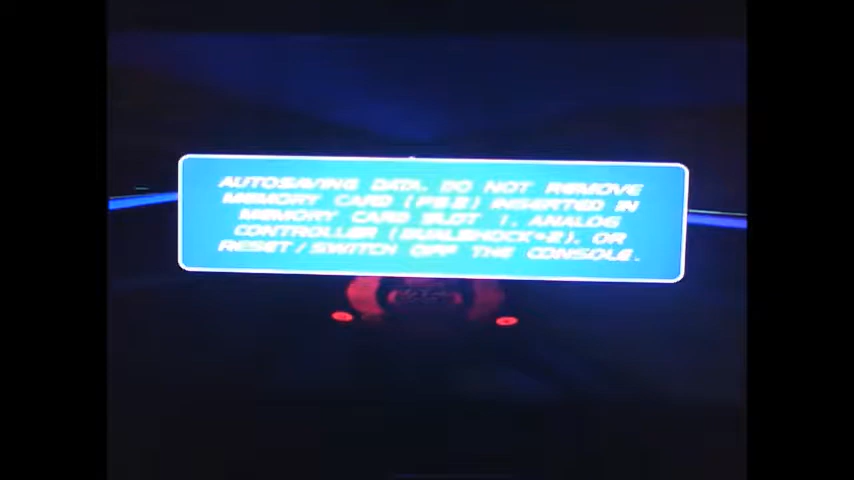 AUTOSAVING DATA. DO NOT REMOVE
MEMORY CARD (PS2) INSERTED IN
MEMORY CARD SLOT 1, ANALOG
CONTROLLER (DUALSHOCK®2), OR
RESET/SWITCH OFF THE CONSOLE.